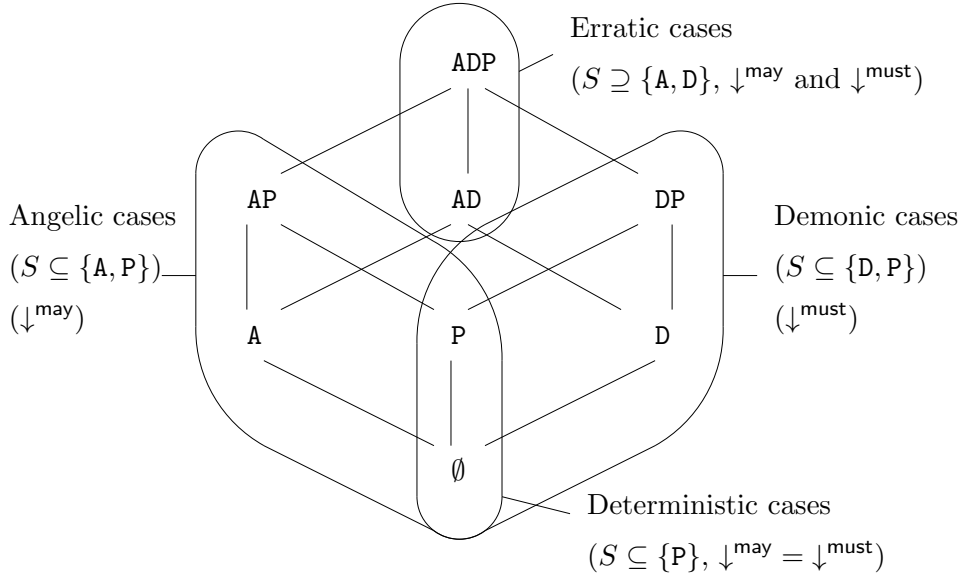 Erratic cases
(S ⊇ {A, D}, ↓may and ↓must)
ADP
AP AD DP
Angelic cases
(S ⊆ {A, P})
(↓may)
Demonic cases
(S ⊆ {D, P})
(↓must)
A P D
∅
Deterministic cases
(S ⊆ {P}, ↓may = ↓must)